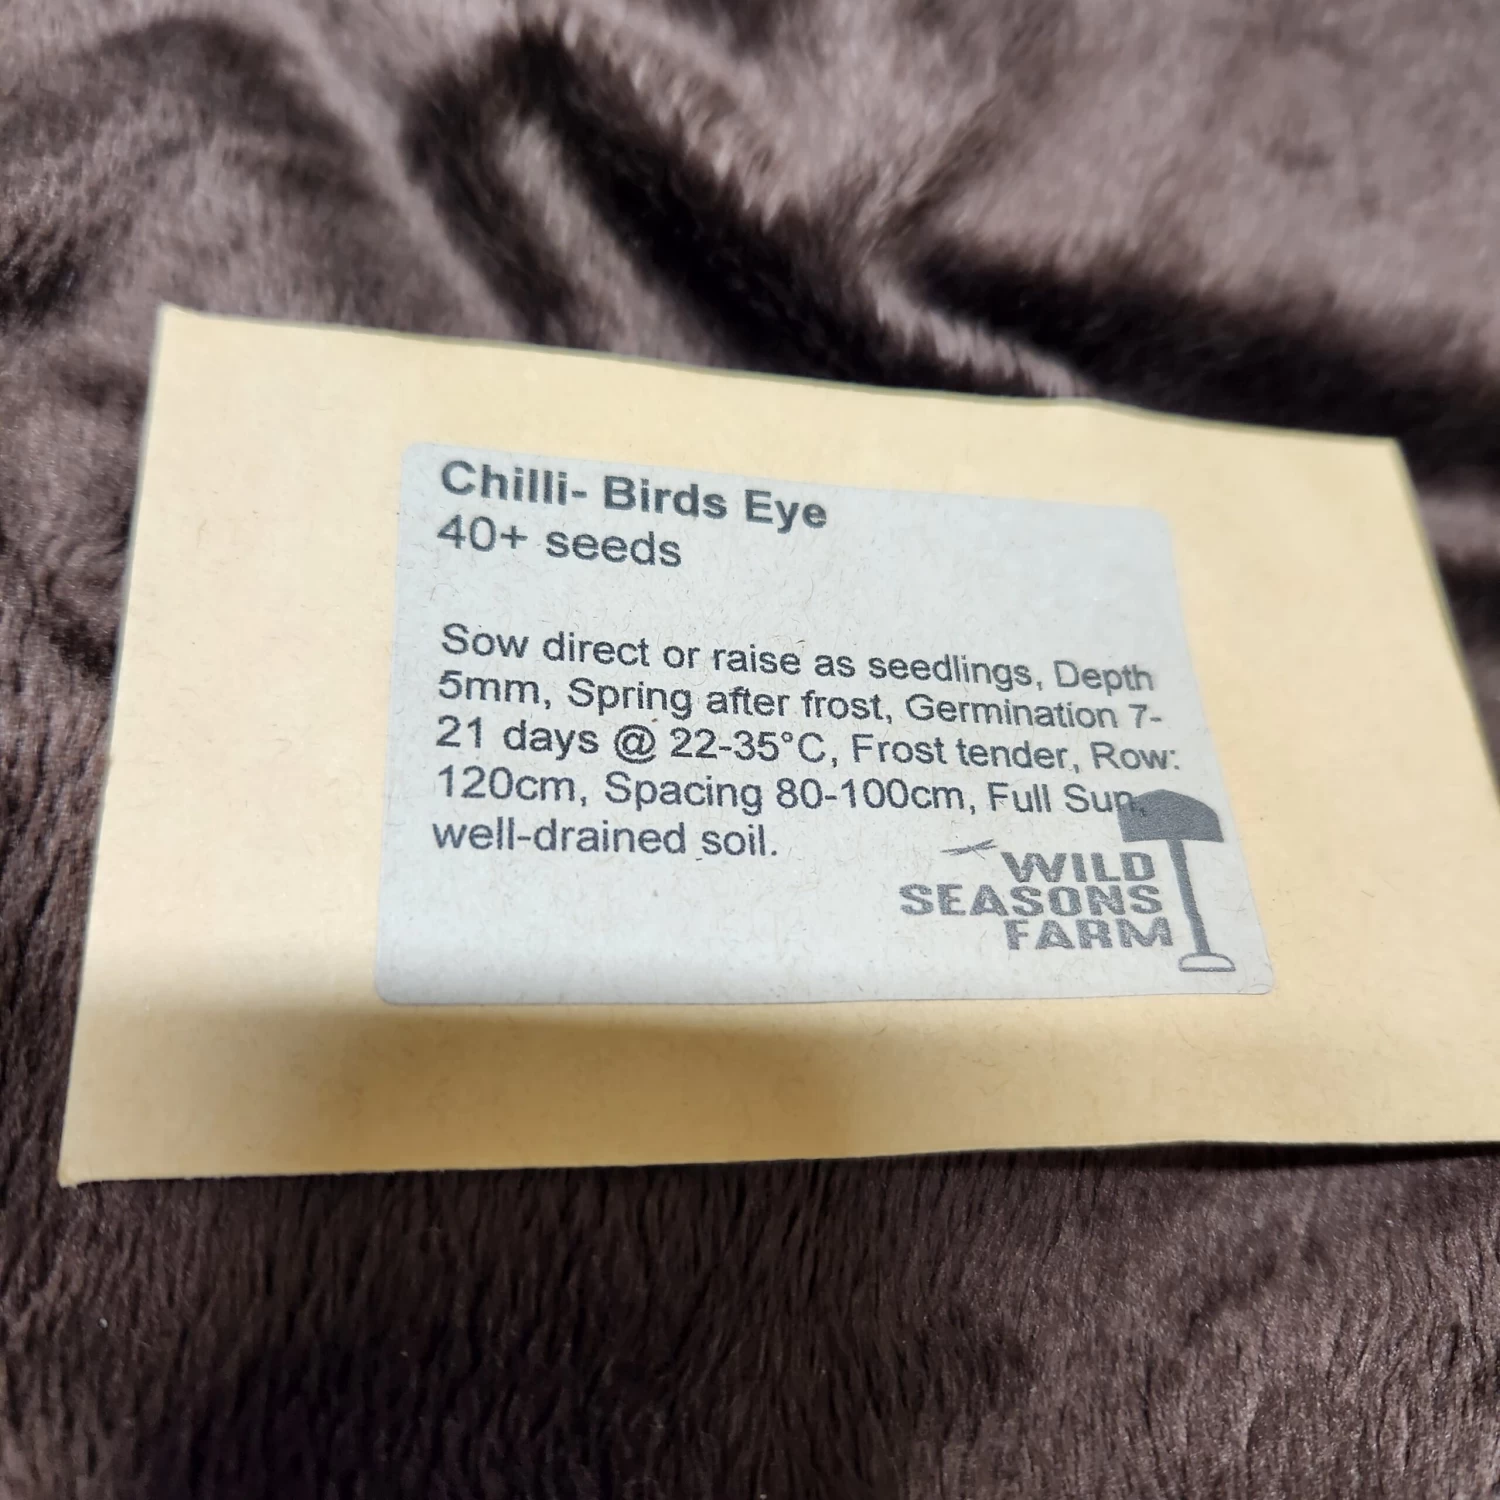 Chilli- Birds Eye
40+ seeds
Sow direct or raise as seedlings, Depth
5mm, Spring after frost, Germination 7-
21 days @ 22-35°C, Frost tender, Row:
120cm, Spacing 80-100cm, Full Sun,
well-drained soil.
WILD
SEASONS
FARM